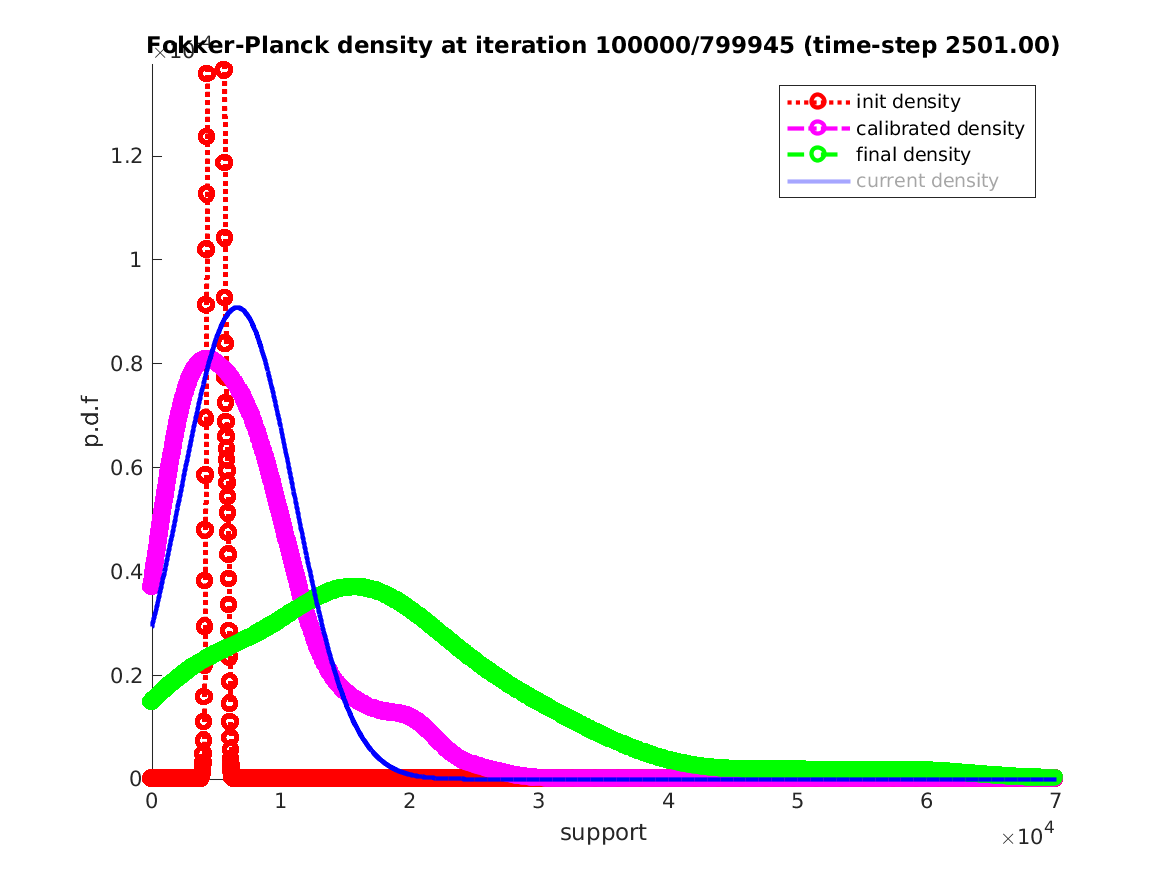 Fokker-Planck density at iteration 100000/799945 (time-step 2501.00)
×10⁻⁴
init density
calibrated density
final density
current density
1.2
1
0.8
0.6
0.4
0.2
0
p.d.f
0 1 2 3 4 5 6 7
support
×10⁴